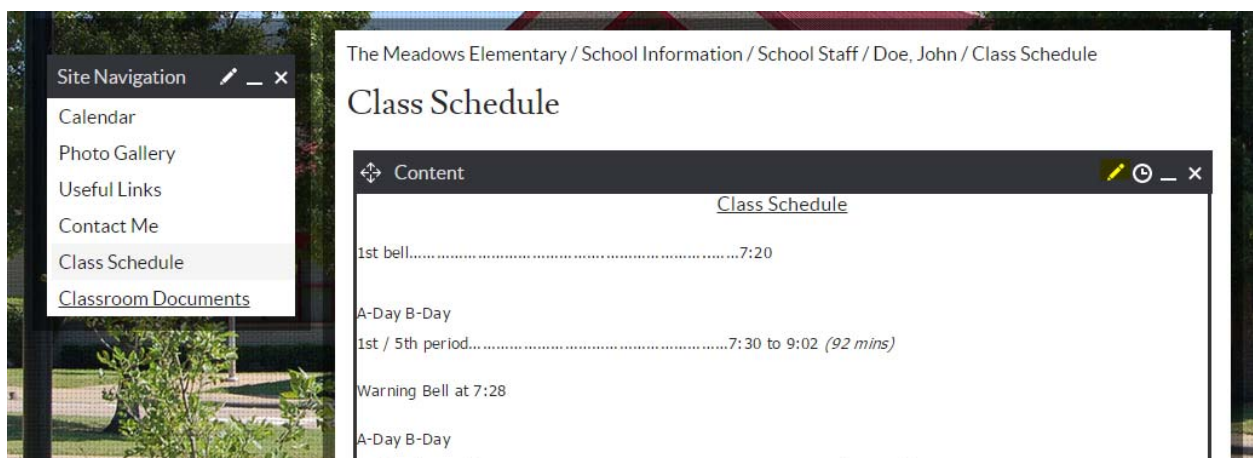 Site Navigation
Calendar
Photo Gallery
Useful Links
Contact Me
Class Schedule
Classroom Documents
The Meadows Elementary / School Information / School Staff / Doe, John / Class Schedule
Class Schedule
Content
Class Schedule
1st bell……………………………………………………………….....…7:20
A-Day B-Day
1st / 5th period…………………………………………………7:30 to 9:02 (92 mins)
Warning Bell at 7:28
A-Day B-Day